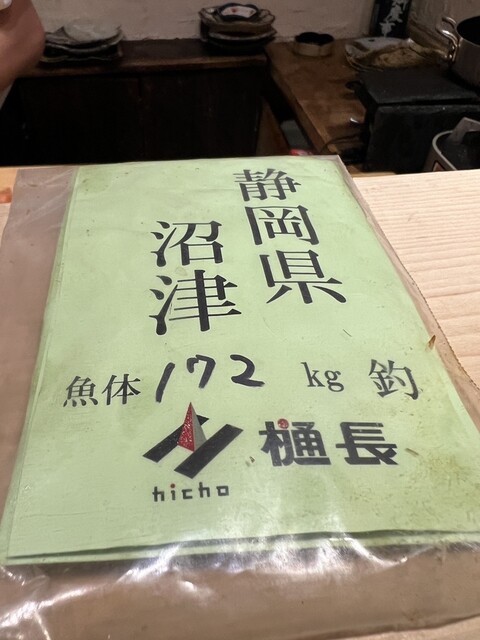 静岡県
沼津
魚体 172 kg 釣
樋長
hicho